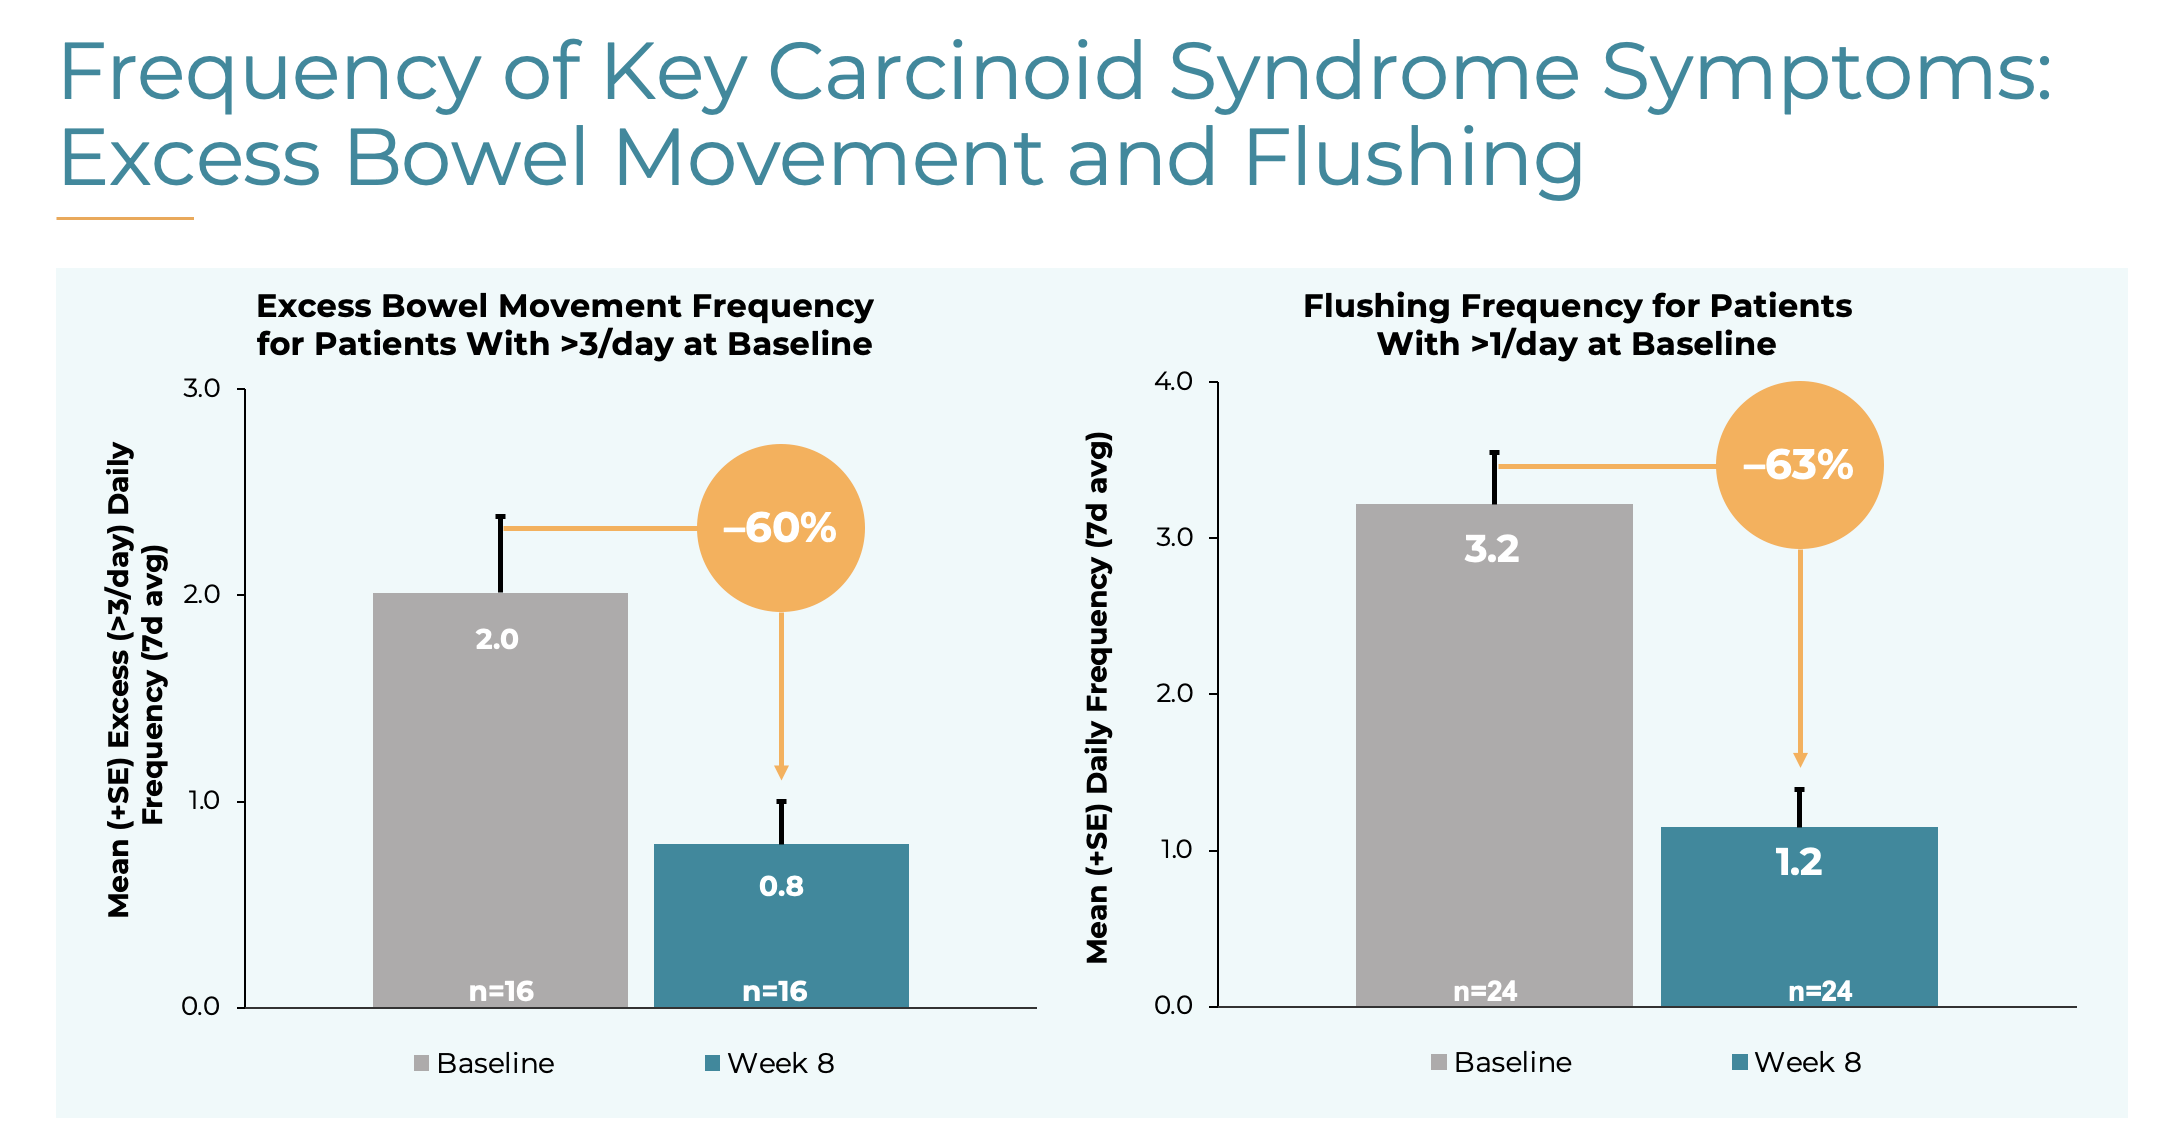 Frequency of Key Carcinoid Syndrome Symptoms:
Excess Bowel Movement and Flushing
Excess Bowel Movement Frequency
for Patients With >3/day at Baseline
Mean (+SE) Excess (>3/day) Daily
Frequency (7d avg)
3.0
2.0
1.0
0.0
–60%
2.0
0.8
n=16
n=16
Baseline
Week 8
Flushing Frequency for Patients
With >1/day at Baseline
Mean (+SE) Daily Frequency (7d avg)
4.0
3.0
2.0
1.0
0.0
–63%
3.2
1.2
n=24
n=24
Baseline
Week 8